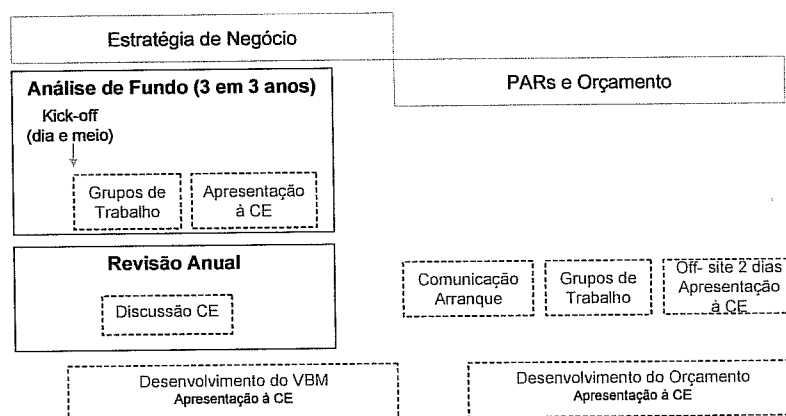 Estratégia de Negócio
PARs e Orçamento
Análise de Fundo (3 em 3 anos)
Kick-off
(dia e meio)
Grupos de
Trabalho
Apresentação
à CE
Revisão Anual
Discussão CE
Comunicação
Arranque
Grupos de
Trabalho
Off- site 2 dias
Apresentação
à CE
Desenvolvimento do VBM
Apresentação à CE
Desenvolvimento do Orçamento
Apresentação à CE